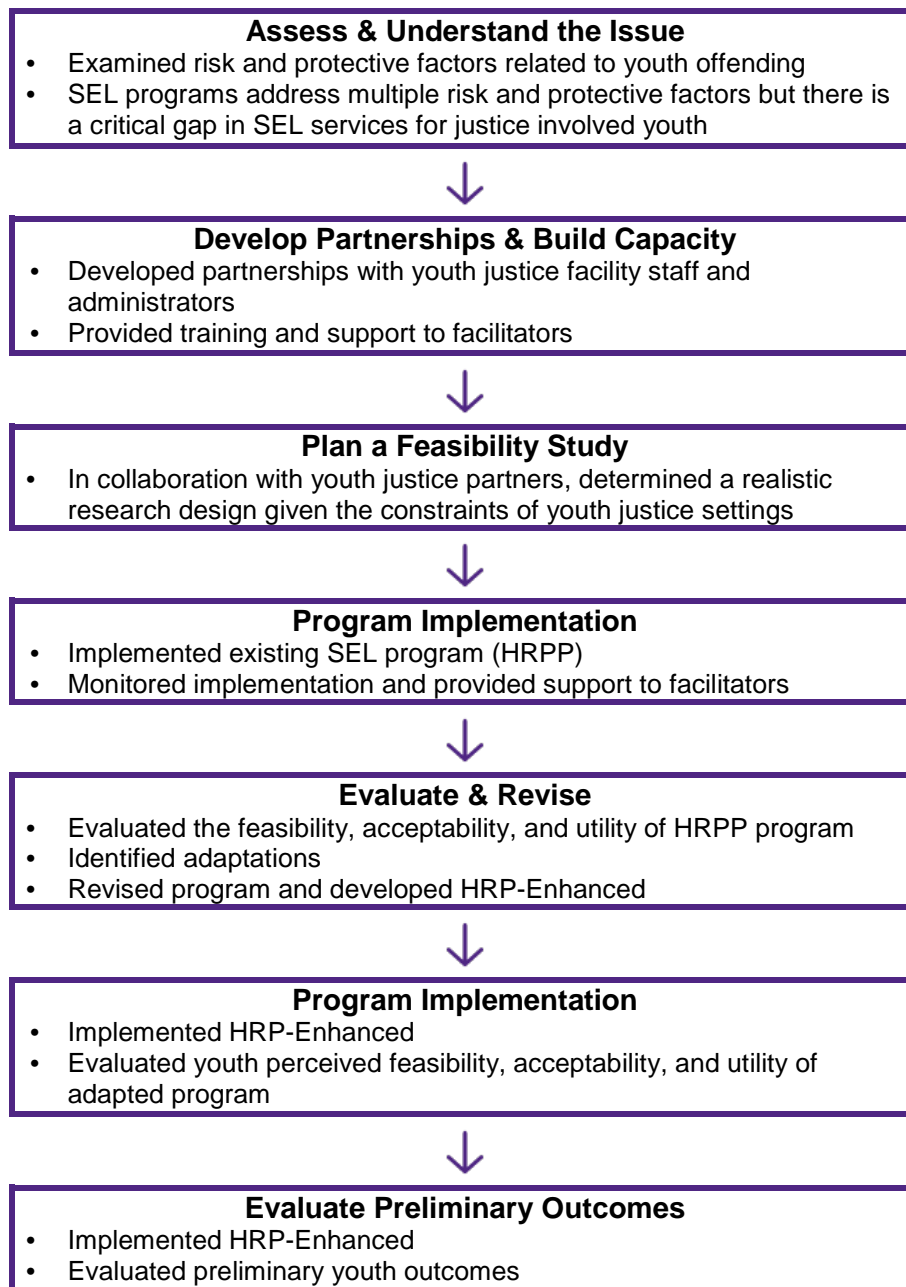 Assess & Understand the Issue
• Examined risk and protective factors related to youth offending
• SEL programs address multiple risk and protective factors but there is
a critical gap in SEL services for justice involved youth
Develop Partnerships & Build Capacity
• Developed partnerships with youth justice facility staff and
administrators
• Provided training and support to facilitators
Plan a Feasibility Study
• In collaboration with youth justice partners, determined a realistic
research design given the constraints of youth justice settings
Program Implementation
• Implemented existing SEL program (HRPP)
• Monitored implementation and provided support to facilitators
Evaluate & Revise
• Evaluated the feasibility, acceptability, and utility of HRPP program
• Identified adaptations
• Revised program and developed HRP-Enhanced
Program Implementation
• Implemented HRP-Enhanced
• Evaluated youth perceived feasibility, acceptability, and utility of
adapted program
Evaluate Preliminary Outcomes
• Implemented HRP-Enhanced
• Evaluated preliminary youth outcomes